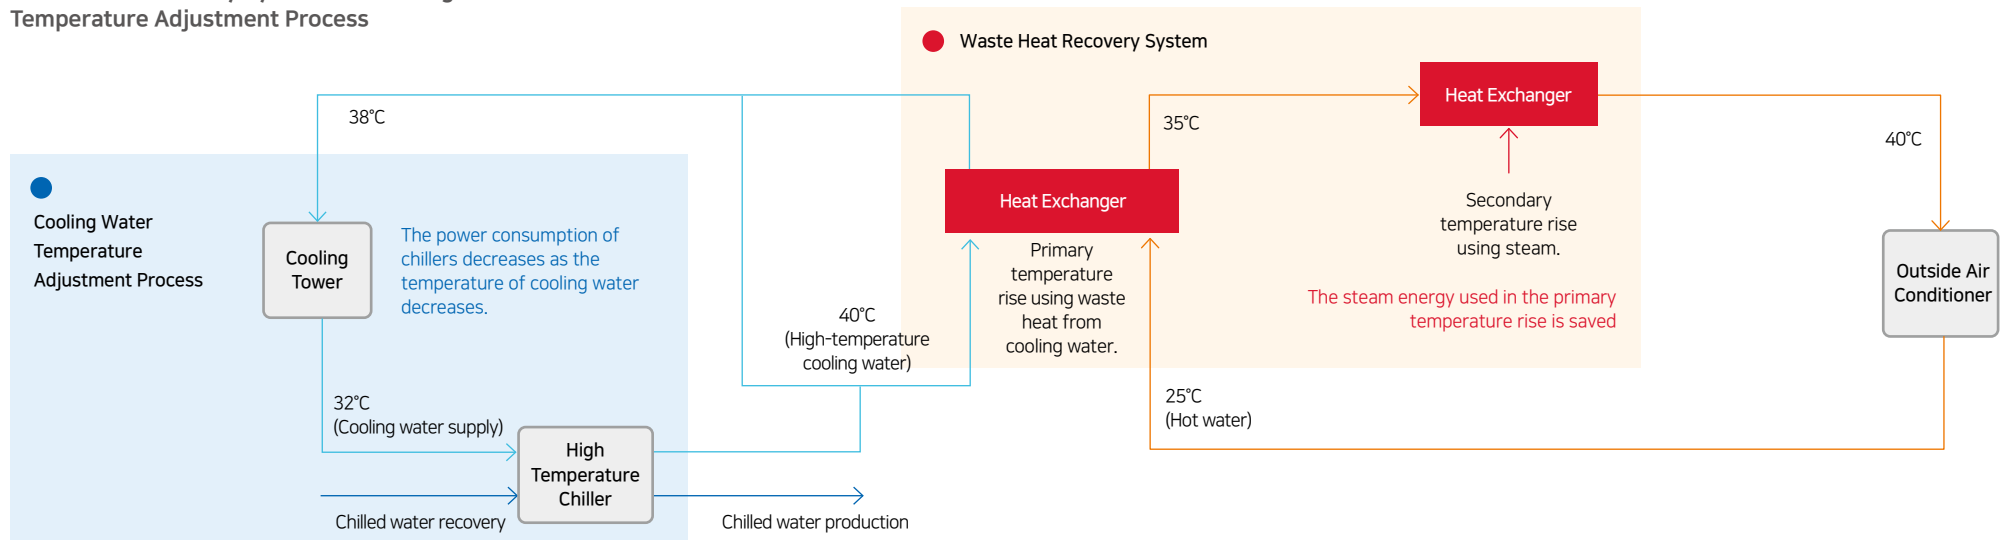 Temperature Adjustment Process
Waste Heat Recovery System
Heat Exchanger
38°C
35°C
40°C
Cooling Water
Temperature
Adjustment Process
Cooling
Tower
The power consumption of
chillers decreases as the
temperature of cooling water
decreases.
Heat Exchanger
Primary
temperature
rise using waste
heat from
cooling water.
Secondary
temperature rise
using steam.
The steam energy used in the primary
temperature rise is saved
Outside Air
Conditioner
40°C
(High-temperature
cooling water)
32°C
(Cooling water supply)
25°C
(Hot water)
High
Temperature
Chiller
Chilled water recovery
Chilled water production